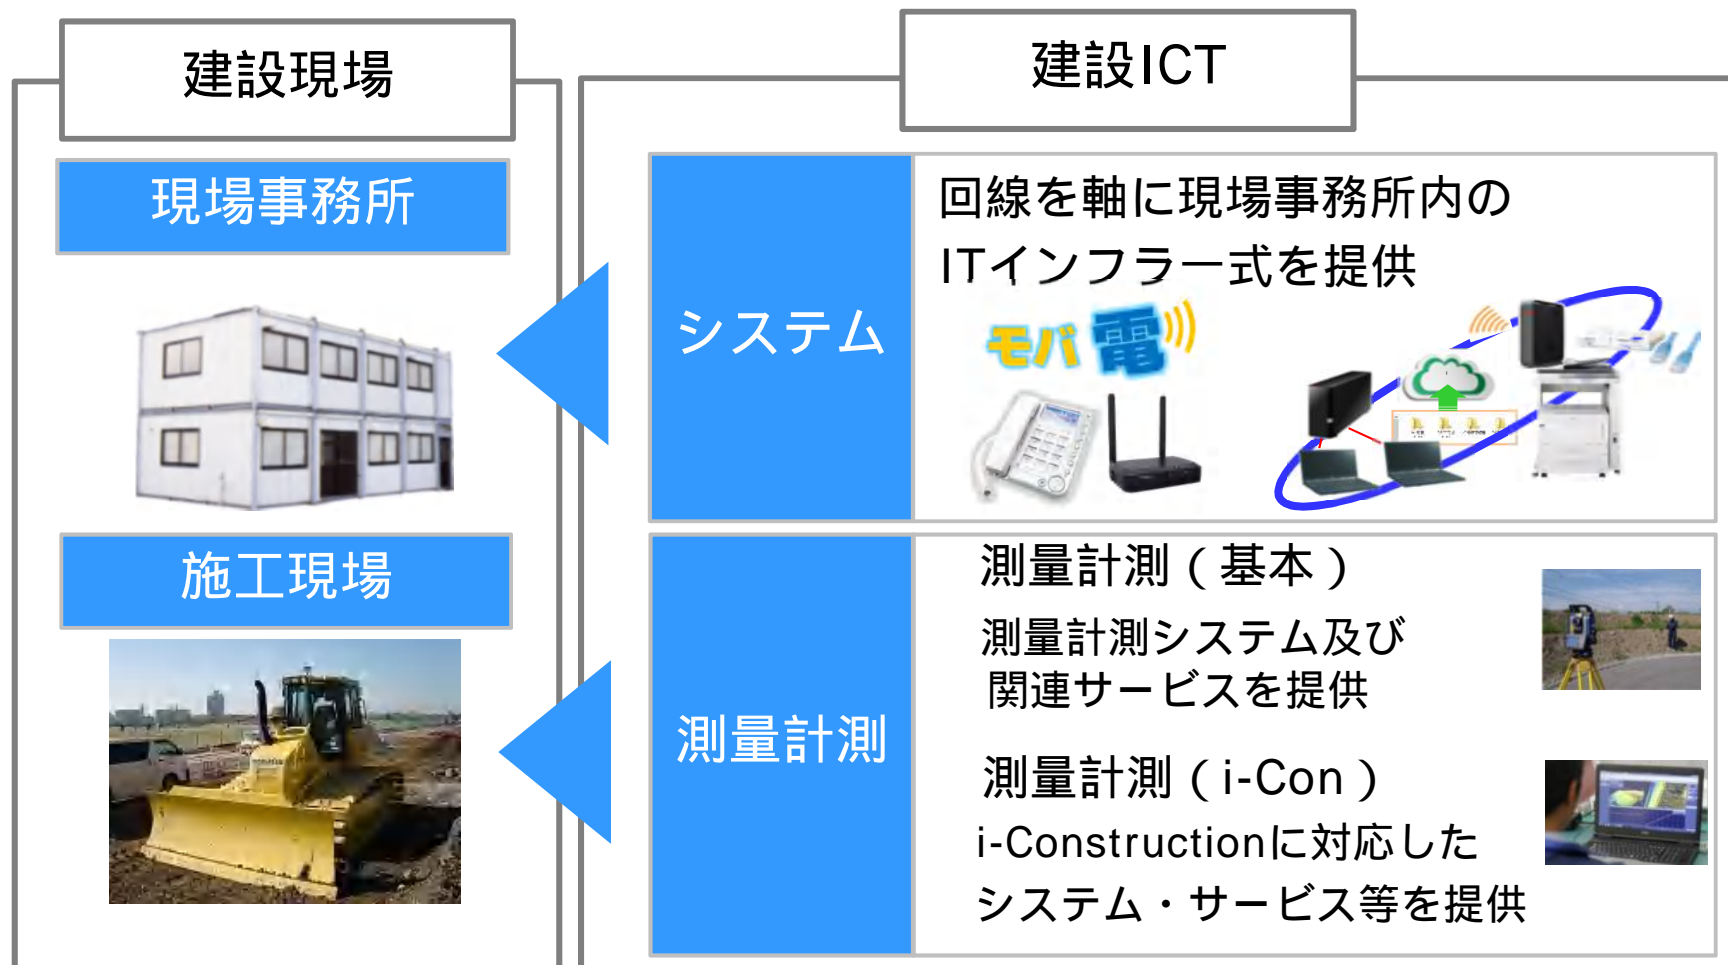 建設現場
建設ICT
現場事務所
施工現場
システム
回線を軸に現場事務所内の
ITインフラ一式を提供
モバ電
測量計測
測量計測（基本）
測量計測システム及び
関連サービスを提供
測量計測（i-Con）
i-Constructionに対応した
システム・サービス等を提供